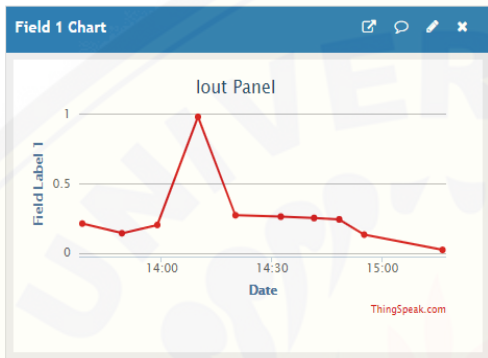 Field 1 Chart
Iout Panel
1
0.5
0
Field Label 1
14:00
14:30
15:00
Date
ThingSpeak.com
UNIVER